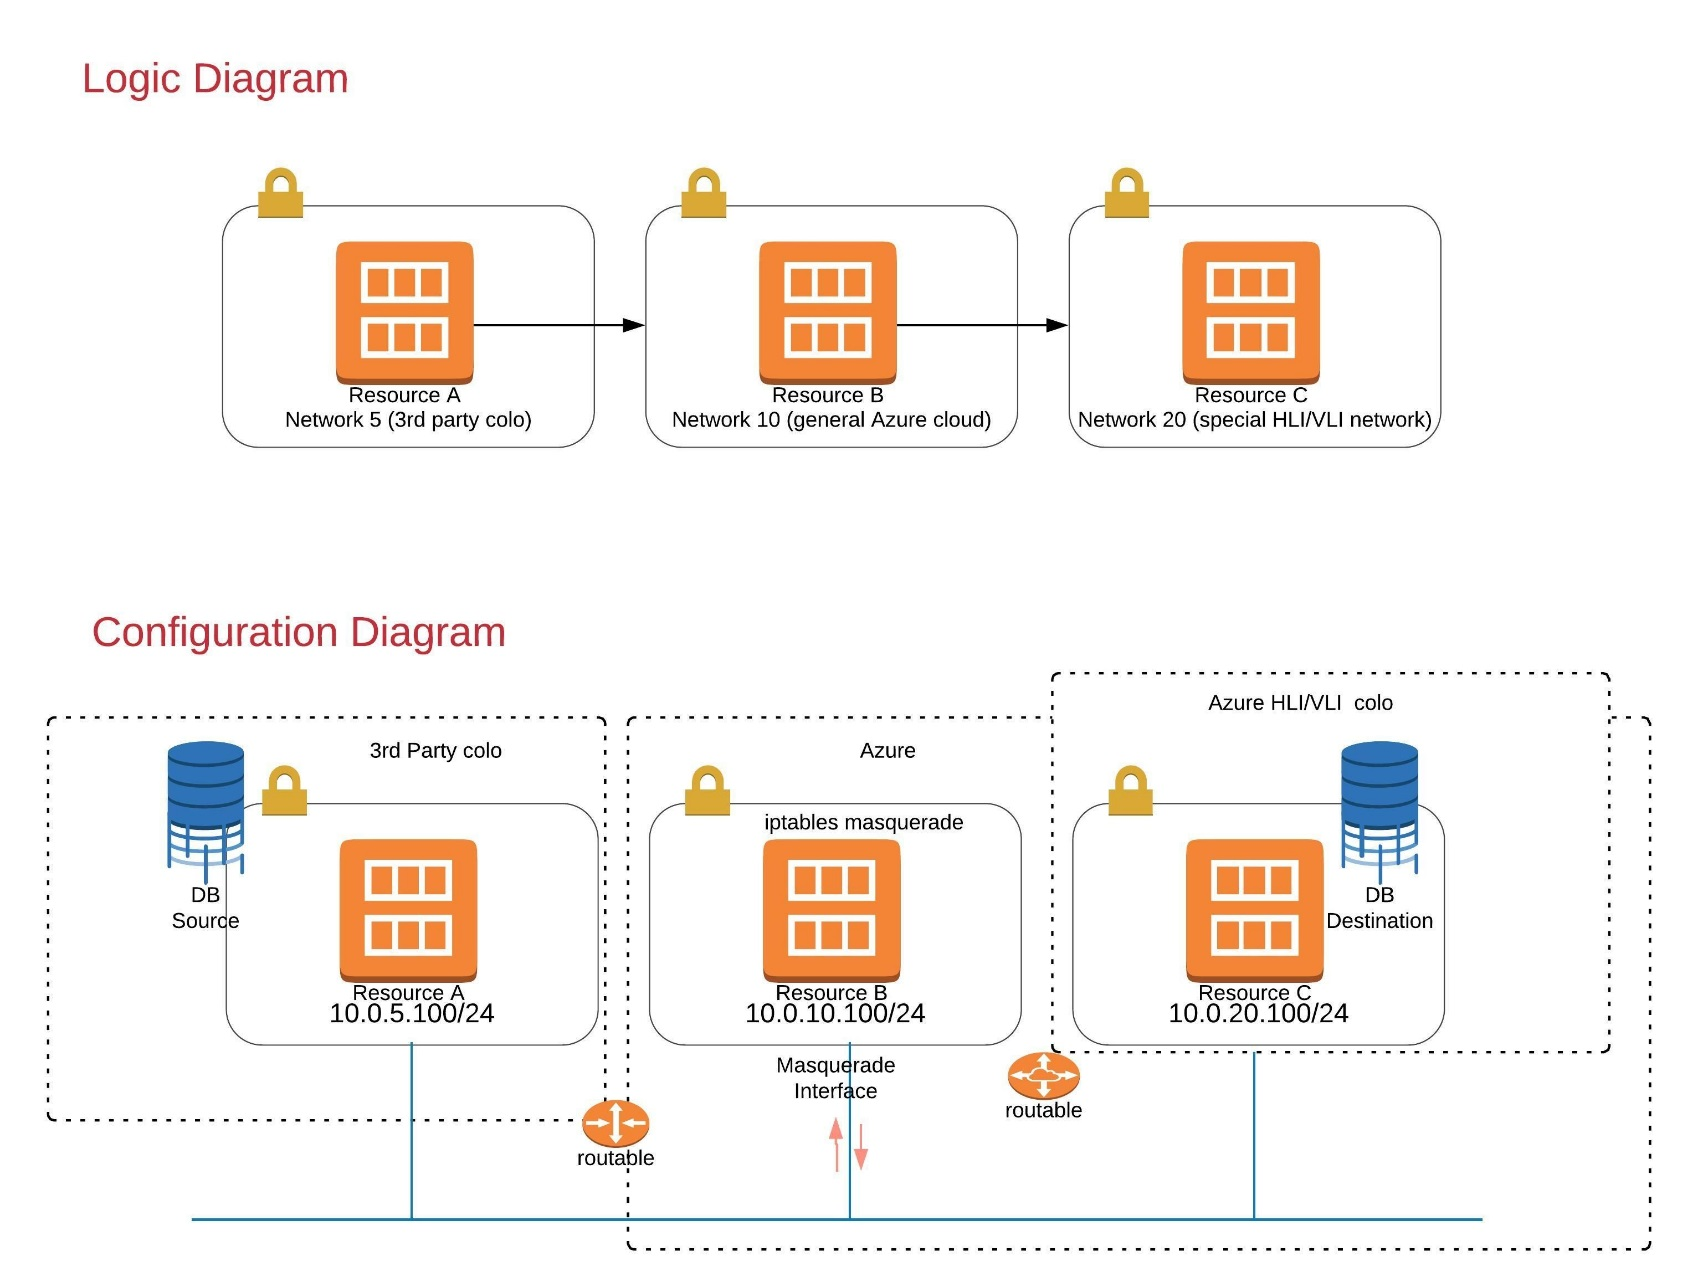 Logic Diagram
Resource A
Network 5 (3rd party colo)
Resource B
Network 10 (general Azure cloud)
Resource C
Network 20 (special HLI/VLI network)
Configuration Diagram
Azure HLI/VLI  colo
3rd Party colo
Azure
iptables masquerade
DB
Source
DB
Destination
Resource A
10.0.5.100/24
Resource B
10.0.10.100/24
Resource C
10.0.20.100/24
Masquerade
Interface
routable
routable